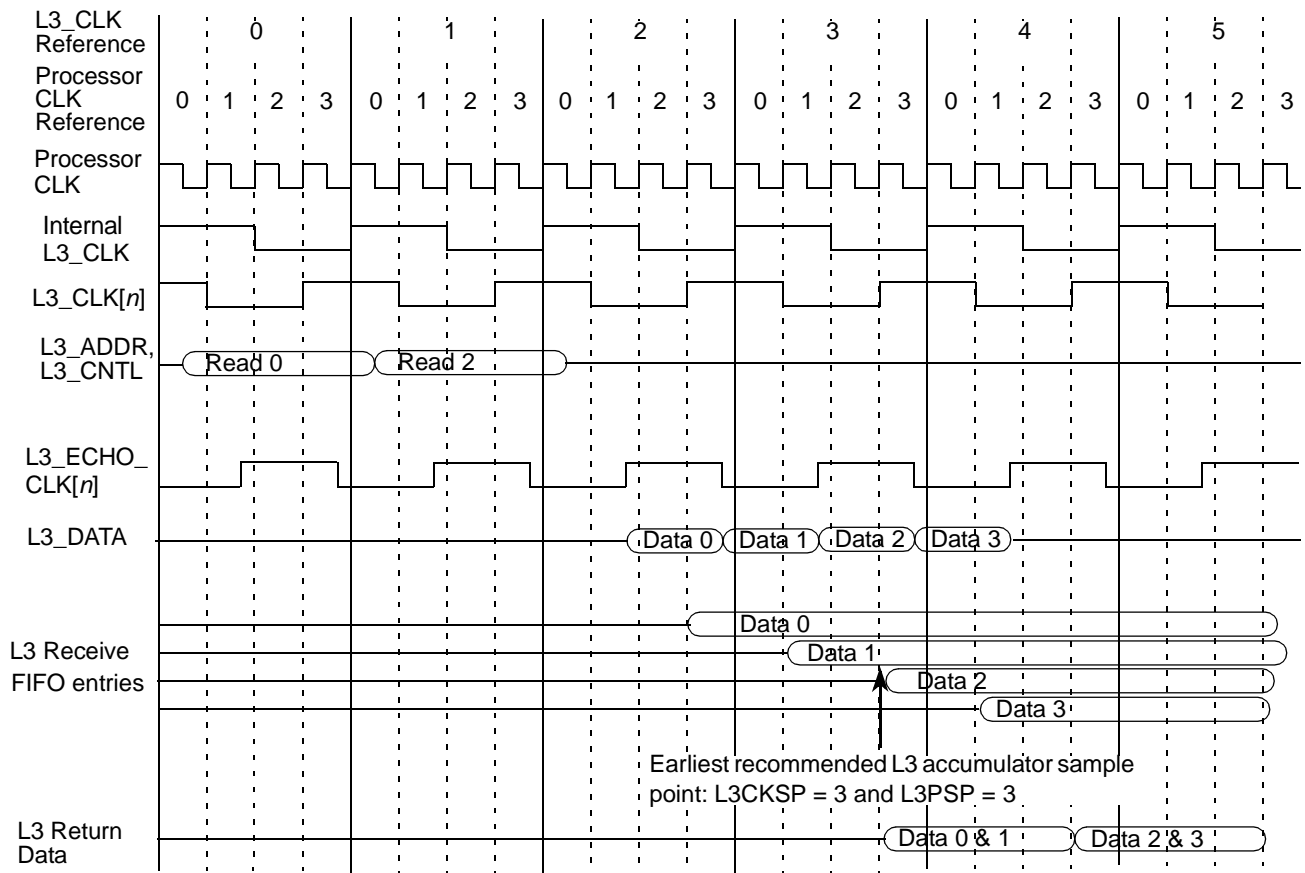 L3_CLK
Reference
0 1 2 3 4 5
Processor
CLK
Reference
0 1 2 3 0 1 2 3 0 1 2 3 0 1 2 3 0 1 2 3 0 1 2 3
Processor
CLK
Internal
L3_CLK
L3_CLK[n]
L3_ADDR,
L3_CNTL
Read 0 Read 2
L3_ECHO_
CLK[n]
L3_DATA
Data 0 Data 1 Data 2 Data 3
Data 0
L3 Receive
FIFO entries
Data 1
Data 2
Data 3
Earliest recommended L3 accumulator sample
point: L3CKSP = 3 and L3PSP = 3
L3 Return
Data
Data 0 & 1 Data 2 & 3